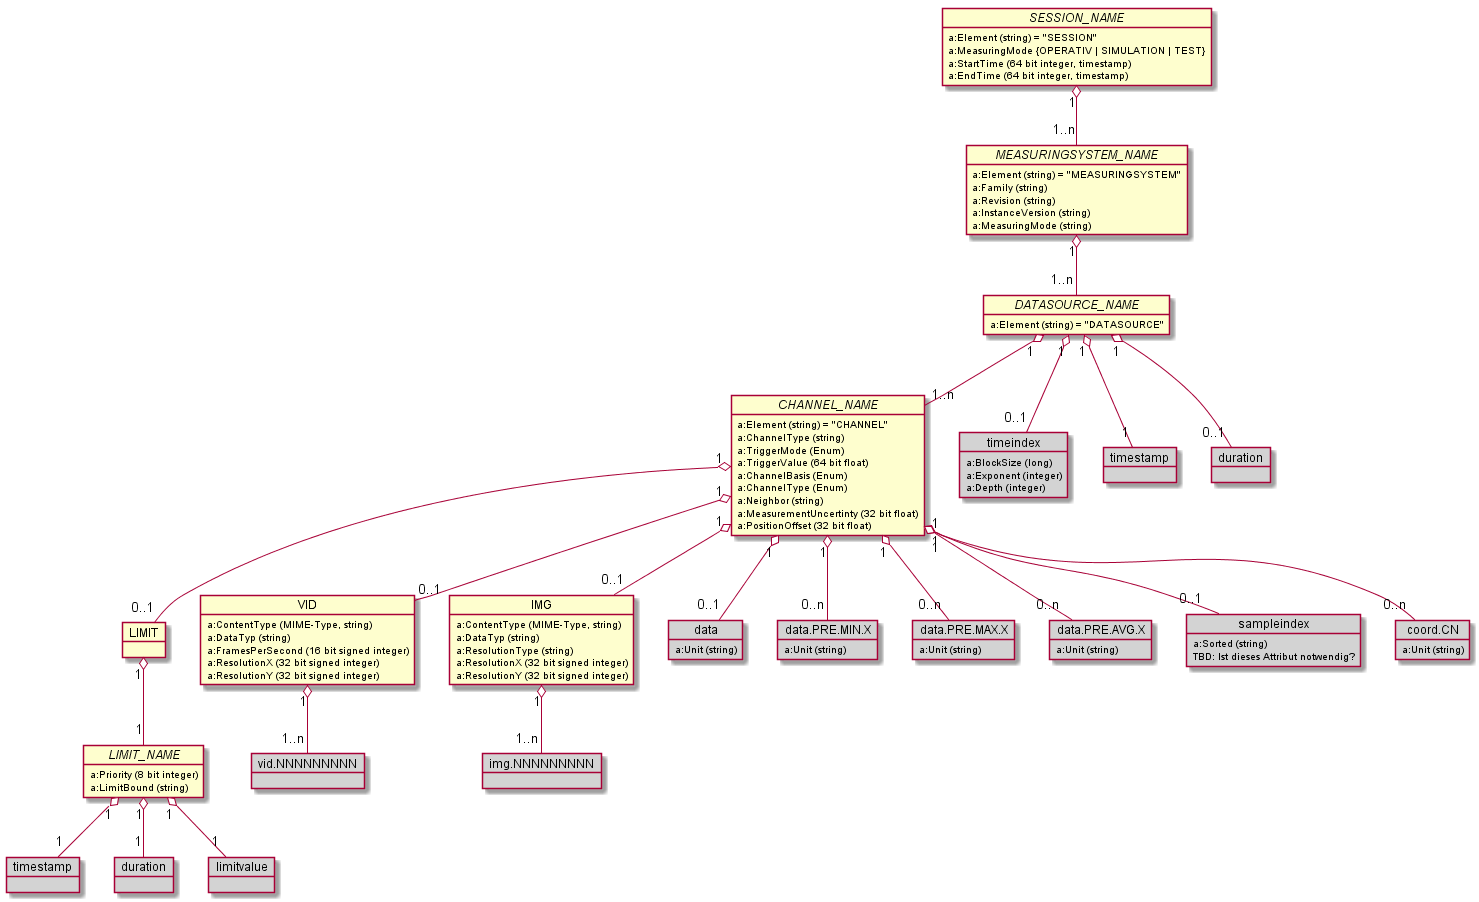 SESSION_NAME
a:Element (string) = "SESSION"
a:MeasuringMode {OPERATIV | SIMULATION | TEST}
a:StartTime (64 bit integer, timestamp)
a:EndTime (64 bit integer, timestamp)
1
1..n
MEASURINGSYSTEM_NAME
a:Element (string) = "MEASURINGSYSTEM"
a:Family (string)
a:Revision (string)
a:InstanceVersion (string)
a:MeasuringMode (string)
1
1..n
DATASOURCE_NAME
a:Element (string) = "DATASOURCE"
1
1
1
1
1..n
0..1
1
0..1
CHANNEL_NAME
a:Element (string) = "CHANNEL"
a:ChannelType (string)
a:TriggerMode (Enum)
a:TriggerValue (64 bit float)
a:ChannelBasis (Enum)
a:ChannelType (Enum)
a:Neighbor (string)
a:MeasurementUncertinty (32 bit float)
a:PositionOffset (32 bit float)
timeindex
a:BlockSize (long)
a:Exponent (integer)
a:Depth (integer)
timestamp
duration
1
1
1
1
1
1
1
1
0..1
0..1
0..1
0..1
0..n
0..n
0..n
0..1
0..n
LIMIT
VID
a:ContentType (MIME-Type, string)
a:DataTyp (string)
a:FramesPerSecond (16 bit signed integer)
a:ResolutionX (32 bit signed integer)
a:ResolutionY (32 bit signed integer)
IMG
a:ContentType (MIME-Type, string)
a:DataTyp (string)
a:ResolutionType (string)
a:ResolutionX (32 bit signed integer)
a:ResolutionY (32 bit signed integer)
data
a:Unit (string)
data.PRE.MIN.X
a:Unit (string)
data.PRE.MAX.X
a:Unit (string)
data.PRE.AVG.X
a:Unit (string)
sampleindex
a:Sorted (string)
TBD: Ist dieses Attribut notwendig?
coord.CN
a:Unit (string)
1
1
1
1
1..n
1..n
LIMIT_NAME
a:Priority (8 bit integer)
a:LimitBound (string)
vid.NNNNNNNNN
img.NNNNNNNNN
1
1
1
1
1
1
timestamp
duration
limitvalue